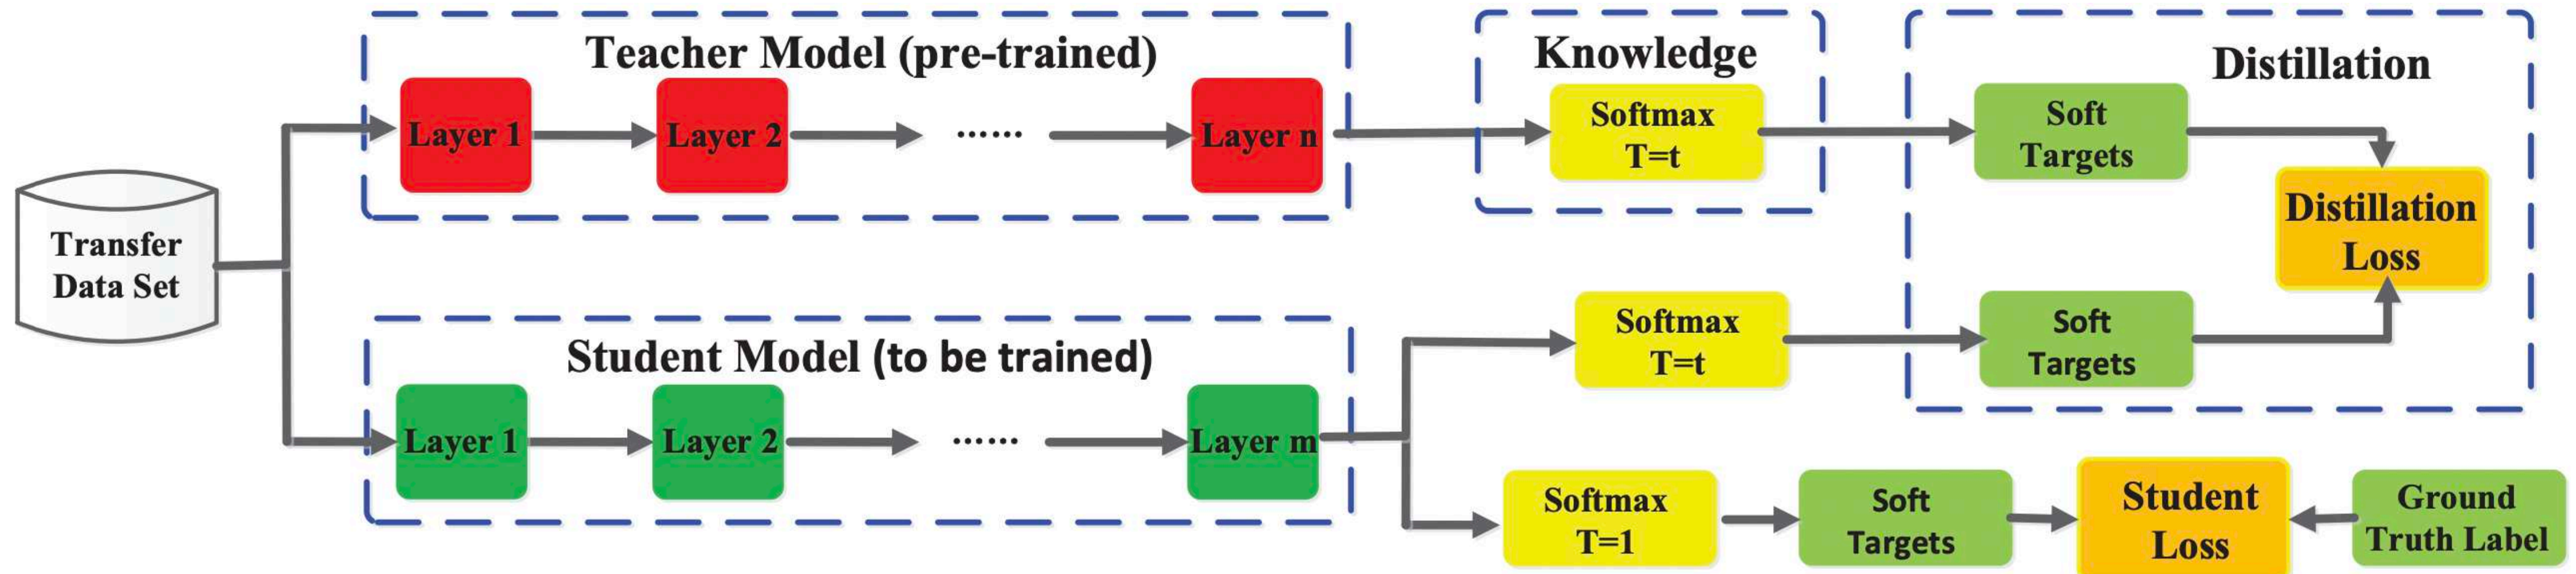 Teacher Model (pre-trained)
Layer 1
Layer 2
......
Layer n
Knowledge
Softmax
T=t
Distillation
Soft
Targets
Distillation
Loss
Transfer
Data Set
Student Model (to be trained)
Layer 1
Layer 2
......
Layer m
Softmax
T=t
Soft
Targets
Softmax
T=1
Soft
Targets
Student
Loss
Ground
Truth Label